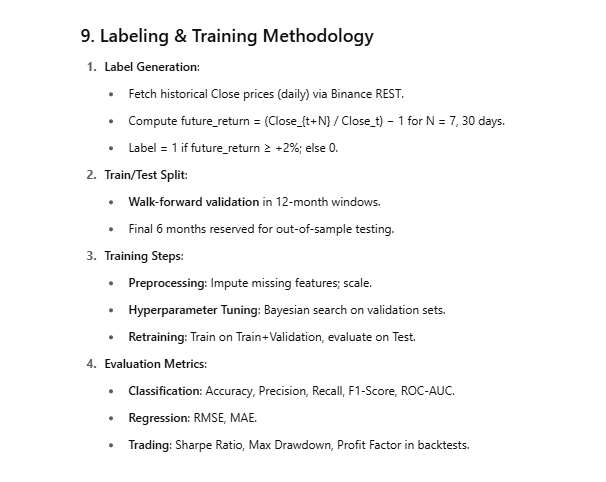 9. Labeling & Training Methodology
1. Label Generation:
• Fetch historical Close prices (daily) via Binance REST.
• Compute future_return = (Close_{t+N} / Close_t) − 1 for N = 7, 30 days.
• Label = 1 if future_return ≥ +2%; else 0.
2. Train/Test Split:
• Walk-forward validation in 12-month windows.
• Final 6 months reserved for out-of-sample testing.
3. Training Steps:
• Preprocessing: Impute missing features; scale.
• Hyperparameter Tuning: Bayesian search on validation sets.
• Retraining: Train on Train+Validation, evaluate on Test.
4. Evaluation Metrics:
• Classification: Accuracy, Precision, Recall, F1-Score, ROC-AUC.
• Regression: RMSE, MAE.
• Trading: Sharpe Ratio, Max Drawdown, Profit Factor in backtests.